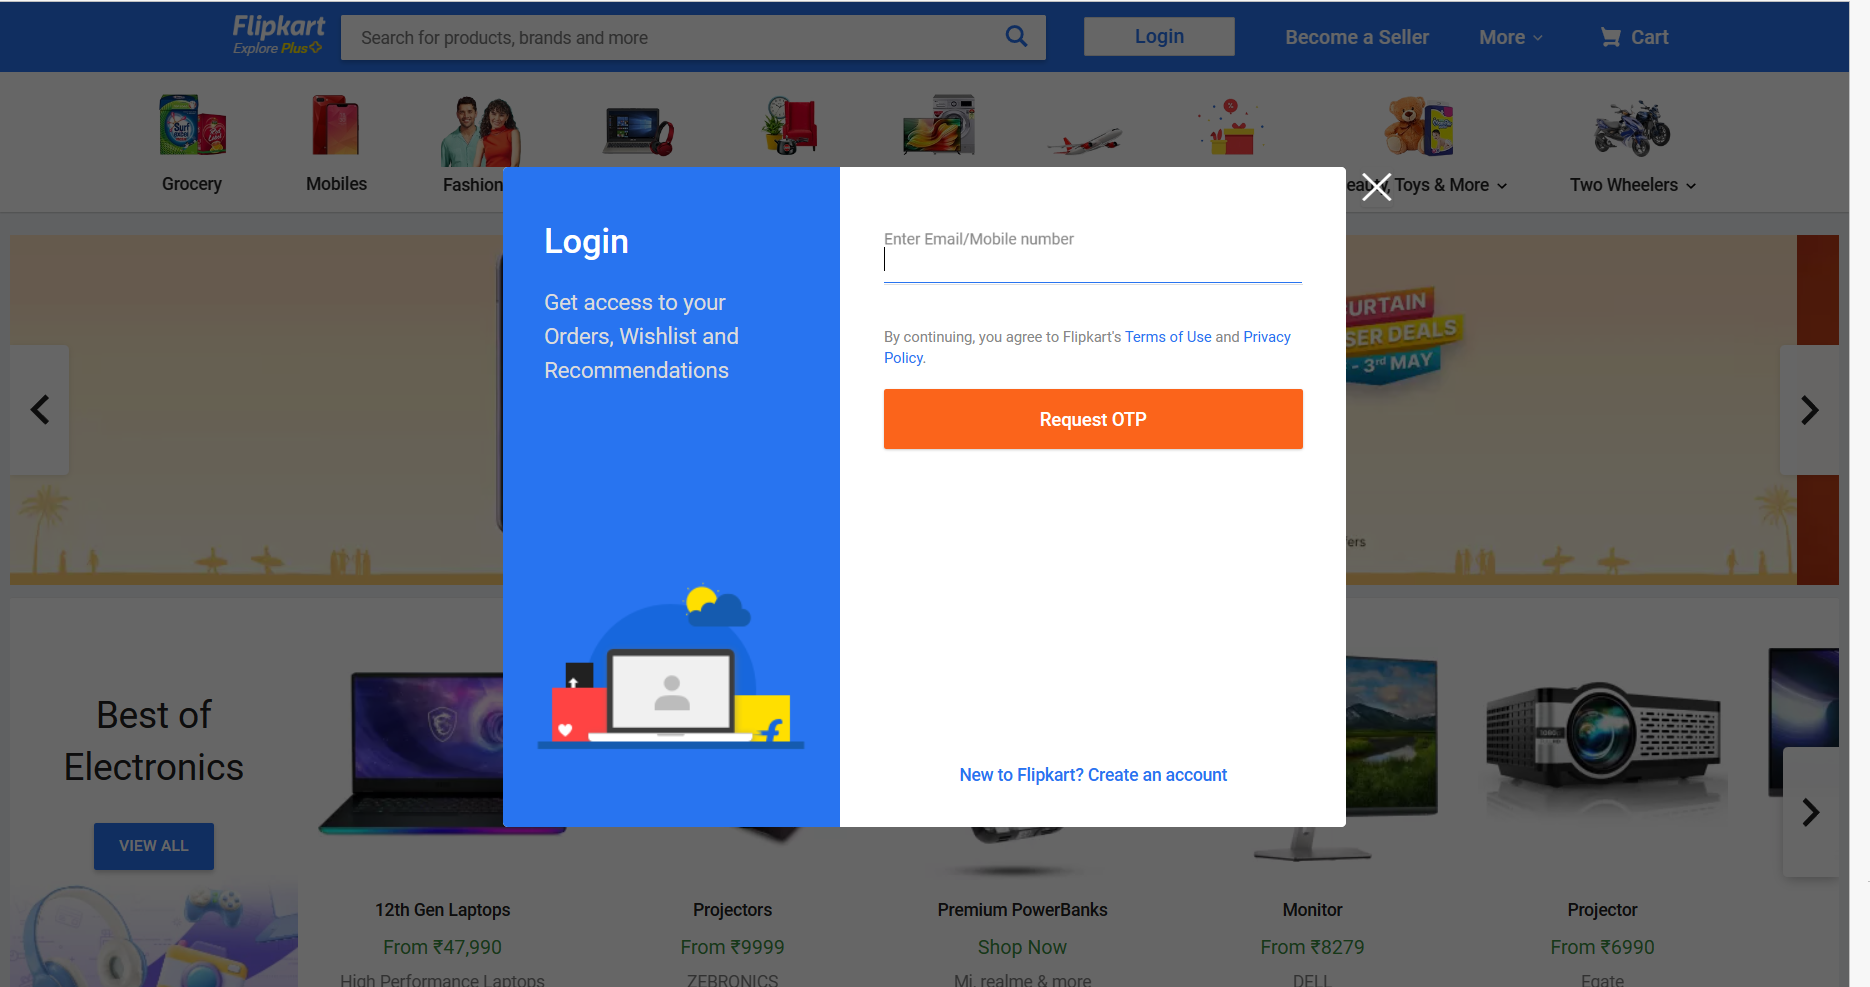 Flipkart
Explore Plus
Search for products, brands and more
Login
Become a Seller
More
Cart
Grocery
Mobiles
Fashion
Toys & More
Two Wheelers
Login
Get access to your
Orders, Wishlist and
Recommendations
Enter Email/Mobile number
By continuing, you agree to Flipkart's Terms of Use and Privacy
Policy.
Request OTP
New to Flipkart? Create an account
URTAIN
SER DEALS
- 3rd MAY
Best of
Electronics
VIEW ALL
12th Gen Laptops
From ₹47,990
High Performance Laptops
Projectors
From ₹9999
ZEBRONICS
Premium PowerBanks
Shop Now
Mi, realme & more
Monitor
From ₹8279
DELL
Projector
From ₹6990
Egate